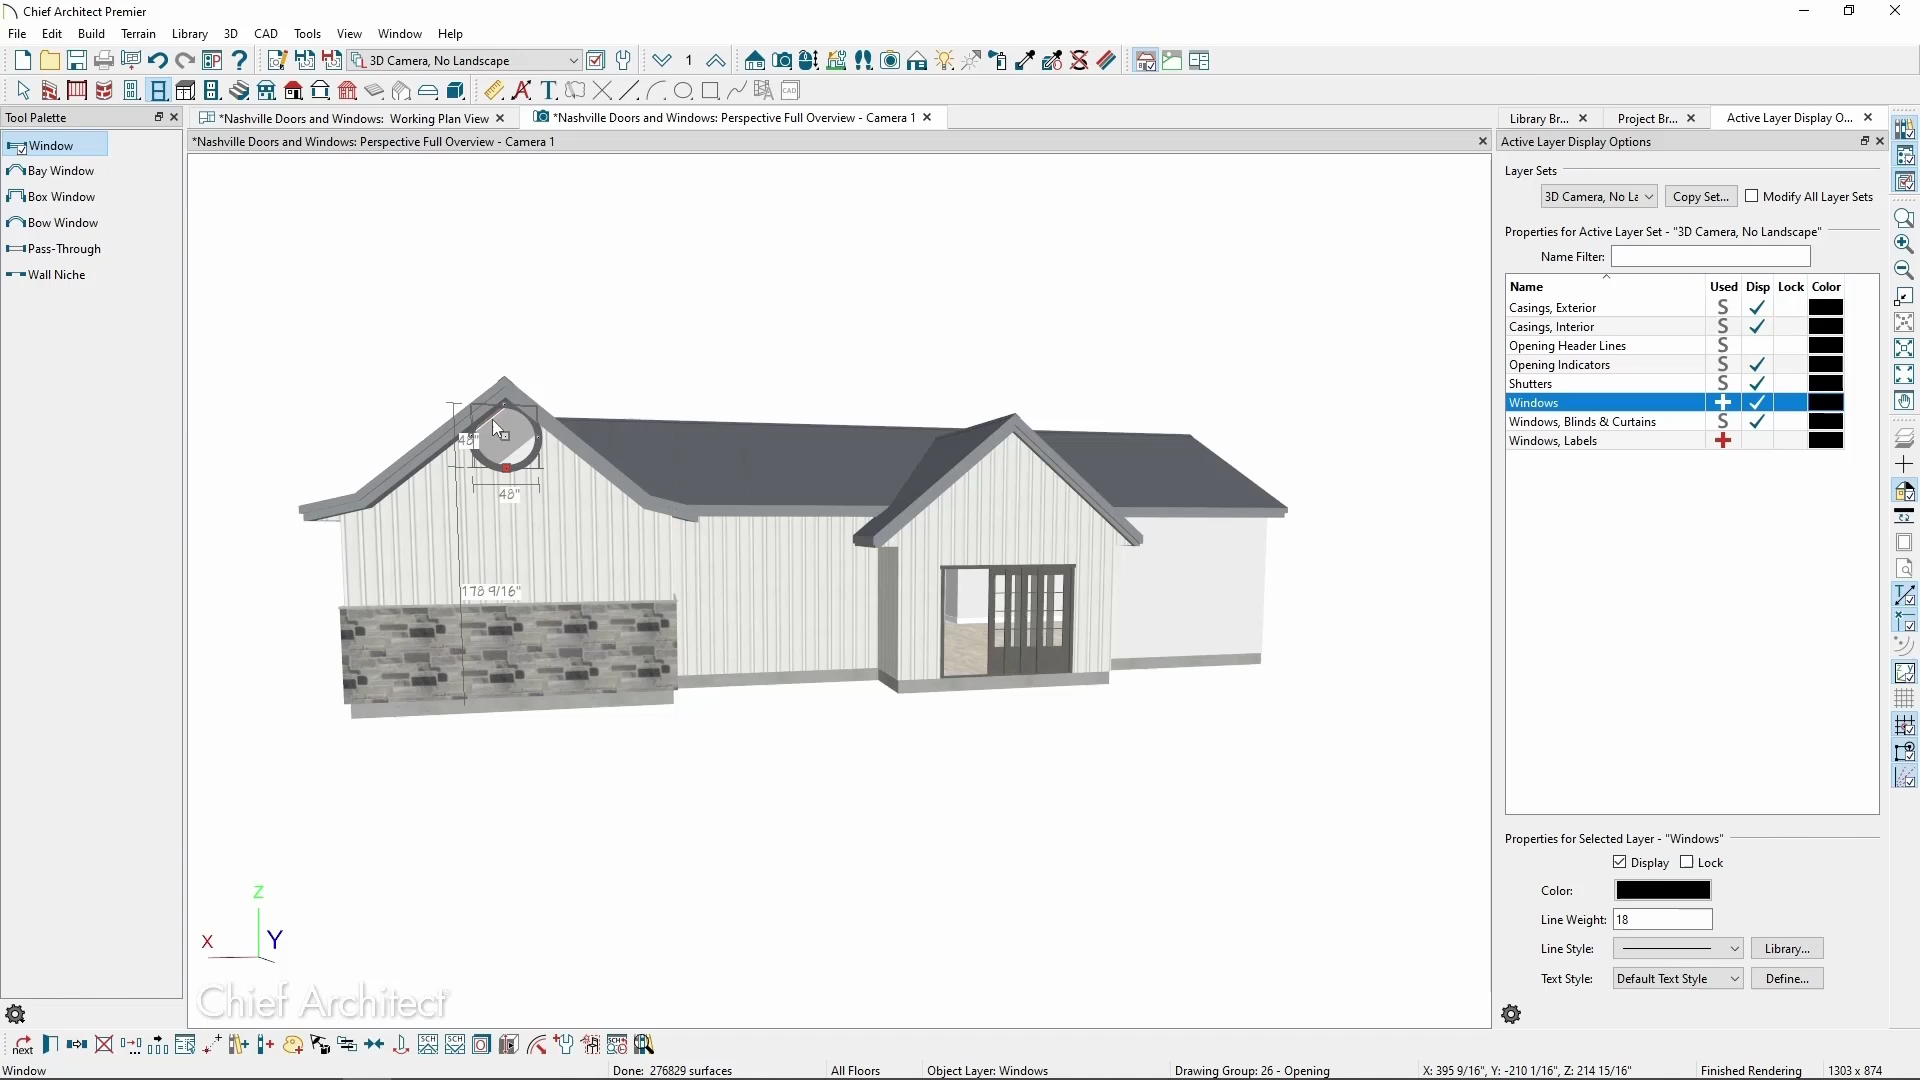 Chief Architect Premier
File Edit Build Terrain Library 3D CAD Tools View Window Help
3D Camera, No Landscape 1
Tool Palette
Window
Bay Window
Box Window
Bow Window
Pass-Through
Wall Niche
*Nashville Doors and Windows: Working Plan View
*Nashville Doors and Windows: Perspective Full Overview - Camera 1
*Nashville Doors and Windows: Perspective Full Overview - Camera 1
48"
48"
178 9/16"
Z
X
Y
Chief Architect
Library Br... Project Br... Active Layer Display O...
Active Layer Display Options
Layer Sets
3D Camera, No La Copy Set... Modify All Layer Sets
Properties for Active Layer Set - "3D Camera, No Landscape"
Name Filter:
Name Used Disp Lock Color
Casings, Exterior S
Casings, Interior S
Opening Header Lines S
Opening Indicators S
Shutters S
Windows
Windows, Blinds & Curtains S
Windows, Labels
Properties for Selected Layer - "Windows"
Display Lock
Color:
Line Weight: 18
Line Style: Library...
Text Style: Default Text Style Define...
next
Window Done: 276829 surfaces All Floors Object Layer: Windows Drawing Group: 26 - Opening X: 395 9/16", Y: -210 1/16", Z: 214 15/16" Finished Rendering 1303 x 874